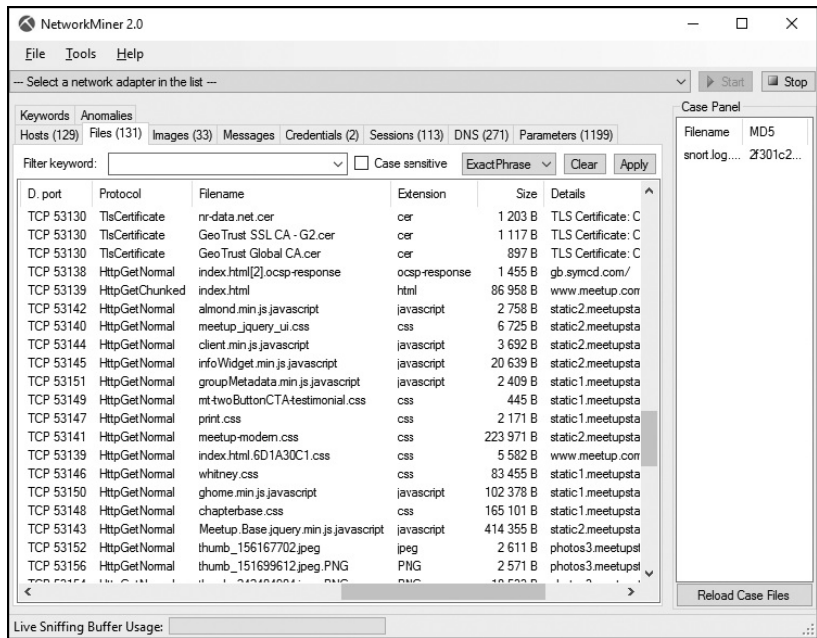 NetworkMiner 2.0
File Tools Help
--- Select a network adapter in the list ---
Start Stop
Keywords Anomalies
Hosts (129) Files (131) Images (33) Messages Credentials (2) Sessions (113) DNS (271) Parameters (1199)
Filter keyword: Case sensitive ExactPhrase Clear Apply
D. port Protocol Filename Extension Size Details
TCP 53130 TlsCertificate nr-data.net.cer cer 1 203 B TLS Certificate: C
TCP 53130 TlsCertificate GeoTrust SSL CA - G2.cer cer 1 117 B TLS Certificate: C
TCP 53130 TlsCertificate GeoTrust Global CA.cer cer 897 B TLS Certificate: C
TCP 53138 HttpGetNormal index.html[2].ocsp-response ocsp-response 1 455 B gb.symcd.com/
TCP 53139 HttpGetChunked index.html html 86 958 B www.meetup.com
TCP 53142 HttpGetNormal almond.min.js.javascript javascript 2 758 B static2.meetupsta
TCP 53140 HttpGetNormal meetup_jquery_ui.css css 6 725 B static2.meetupsta
TCP 53144 HttpGetNormal client.min.js.javascript javascript 3 692 B static2.meetupsta
TCP 53145 HttpGetNormal infoWidget.min.js.javascript javascript 20 639 B static2.meetupsta
TCP 53151 HttpGetNormal groupMetadata.min.js.javascript javascript 2 409 B static1.meetupsta
TCP 53149 HttpGetNormal mt-twoButtonCTA-testimonial.css css 445 B static1.meetupsta
TCP 53147 HttpGetNormal print.css css 2 171 B static1.meetupsta
TCP 53141 HttpGetNormal meetup-modern.css css 223 971 B static2.meetupsta
TCP 53139 HttpGetNormal index.html.6D1A30C1.css css 5 582 B www.meetup.com
TCP 53146 HttpGetNormal whitney.css css 83 455 B static1.meetupsta
TCP 53150 HttpGetNormal ghome.min.js.javascript javascript 102 378 B static1.meetupsta
TCP 53148 HttpGetNormal chapterbase.css css 165 101 B static1.meetupsta
TCP 53143 HttpGetNormal Meetup.Base.jquery.min.js.javascript javascript 414 355 B static2.meetupsta
TCP 53152 HttpGetNormal thumb_156167702.jpeg jpeg 2 611 B photos3.meetupst
TCP 53156 HttpGetNormal thumb_151699612.jpeg.PNG PNG 2 571 B photos3.meetupst
Case Panel
Filename MD5
snort.log.... 2f301c2...
Reload Case Files
Live Sniffing Buffer Usage: